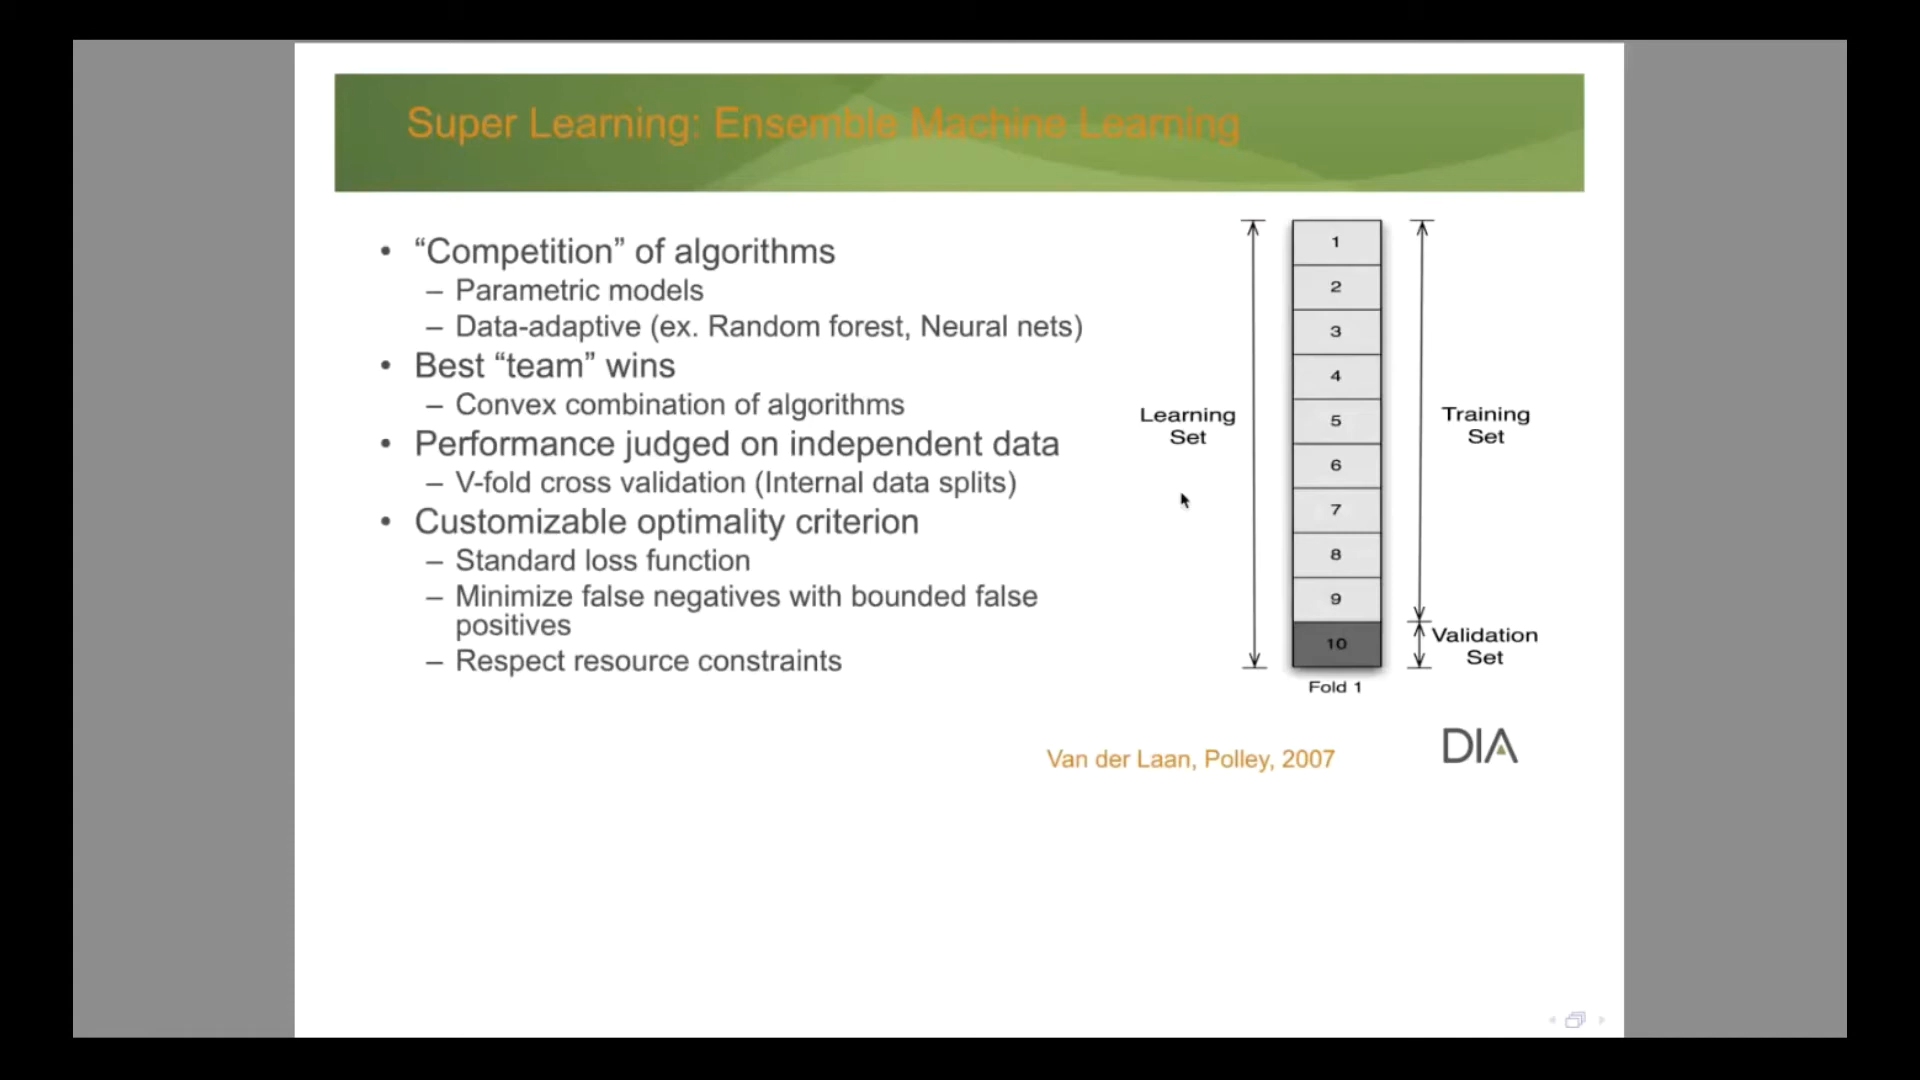 Super Learning: Ensemble Machine Learning
• “Competition” of algorithms
– Parametric models
– Data-adaptive (ex. Random forest, Neural nets)
• Best “team” wins
– Convex combination of algorithms
• Performance judged on independent data
– V-fold cross validation (Internal data splits)
• Customizable optimality criterion
– Standard loss function
– Minimize false negatives with bounded false
positives
– Respect resource constraints
Learning
Set
1
2
3
4
5
6
7
8
9
10
Fold 1
Training
Set
Validation
Set
Van der Laan, Polley, 2007
DIA